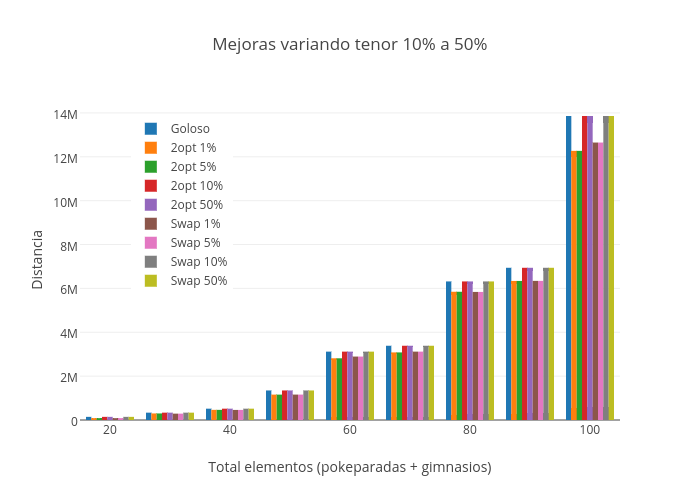 Mejoras variando tenor 10% a 50%
14M
12M
10M
8M
6M
4M
2M
0
Distancia
Goloso
2opt 1%
2opt 5%
2opt 10%
2opt 50%
Swap 1%
Swap 5%
Swap 10%
Swap 50%
20
40
60
80
100
Total elementos (pokeparadas + gimnasios)